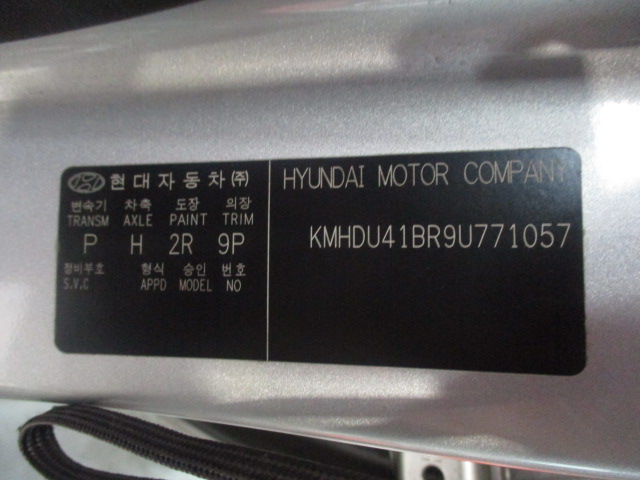 현대자동차㈜
변속기 차축 도장 의장
TRANSM AXLE PAINT TRIM
P H 2R 9P
정비부호 형식 승인 번호
S.V.C APPD MODEL NO
HYUNDAI MOTOR COMPANY
KMHDU41BR9U771057